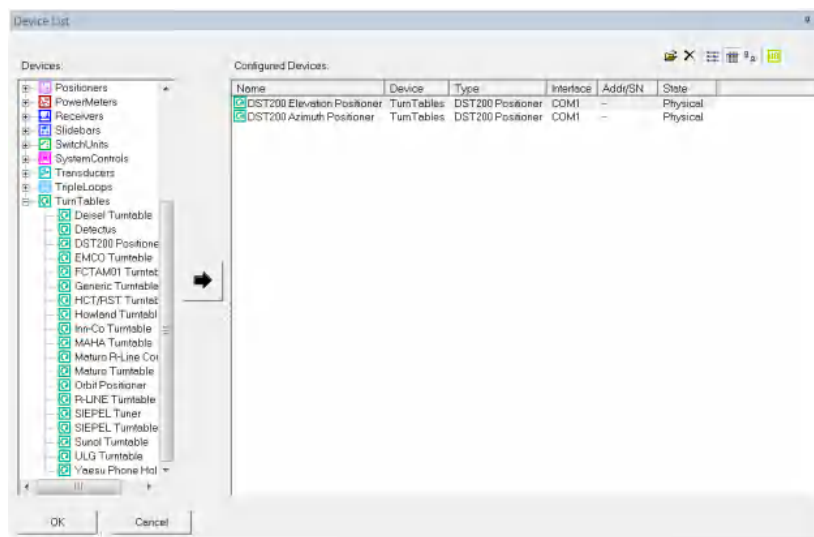 Device List
Devices:
Configured Devices:
Positioners
PowerMeters
Receivers
Slidebars
SwitchUnits
SystemControls
Transducers
TripleLoops
TurnTables
Deisel Turntable
Detectus
DST200 Positione
EMCO Turntable
FCTAM01 Turntab
Generic Turntable
HCT/RST Turntab
Howland Turntabl
Inn-Co Turntable
MAHA Turntable
Maturo R-Line Cor
Maturo Turntable
Orbit Positioner
R-LINE Turntable
SIEPEL Tuner
SIEPEL Turntable
Sunol Turntable
ULG Turntable
Yaesu Phone Hol
Name Device Type Interface Addr/SN State
DST200 Elevation Positioner TurnTables DST200 Positioner COM1 -- Physical
DST200 Azimuth Positioner TurnTables DST200 Positioner COM1 -- Physical
OK Cancel